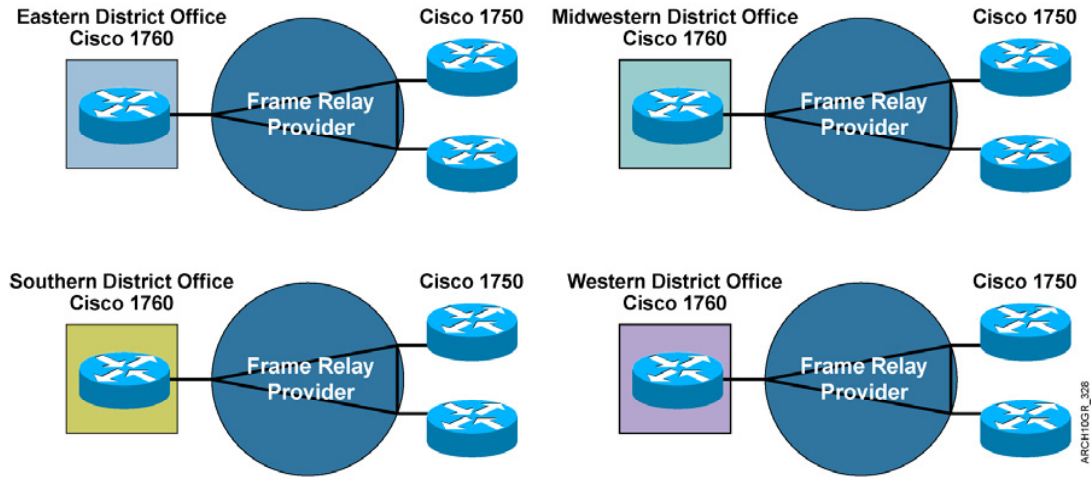 Eastern District Office
Cisco 1760
Cisco 1750
Frame Relay
Provider
Midwestern District Office
Cisco 1760
Cisco 1750
Frame Relay
Provider
Southern District Office
Cisco 1760
Cisco 1750
Frame Relay
Provider
Western District Office
Cisco 1760
Cisco 1750
Frame Relay
Provider
ARCH10GR_328